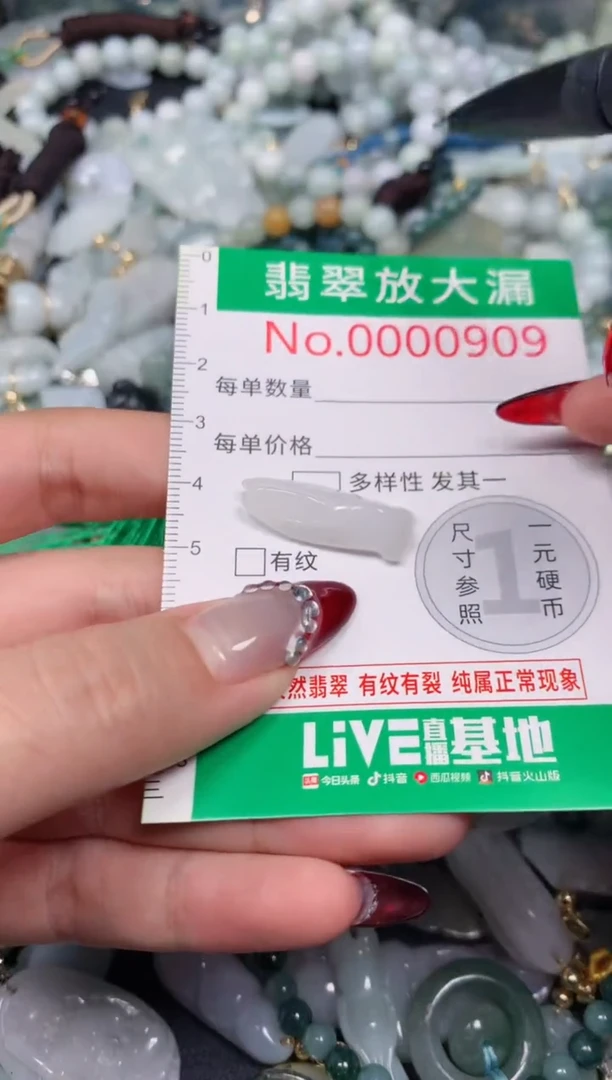 翡翠放大漏
No.0000909
0
1
2
3
4
5
每单数量
每单价格
多样性 发其一
有纹
尺寸参照
1
一元硬币
然翡翠 有纹有裂 纯属正常现象
LiVE直播基地
头条 今日头条 抖音 西瓜视频 抖音火山版